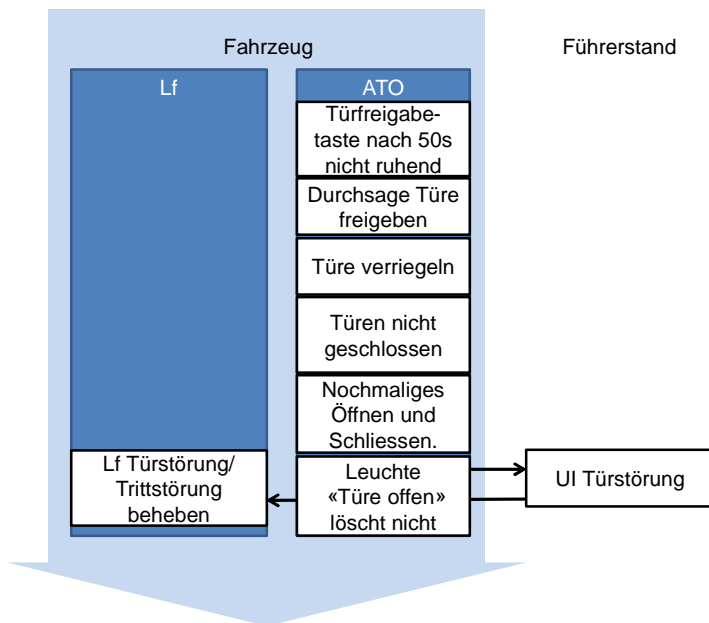 Fahrzeug
Führerstand
Lf
ATO
Türfreigabe-
taste nach 50s
nicht ruhend
Durchsage Türe
freigeben
Türe verriegeln
Türen nicht
geschlossen
Nochmaliges
Öffnen und
Schliessen.
Lf Türstörung/
Trittstörung
beheben
Leuchte
«Türe offen»
löscht nicht
UI Türstörung